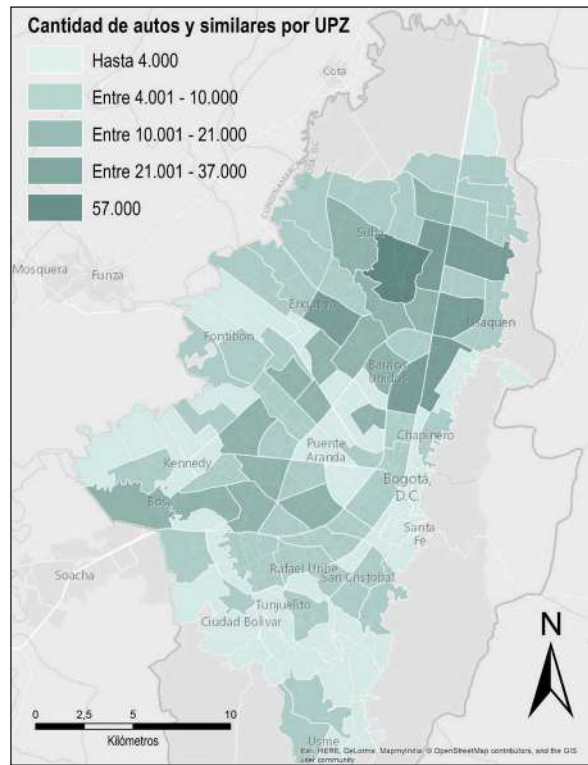 Cantidad de autos y similares por UPZ
Hasta 4.000
Entre 4.001 - 10.000
Entre 10.001 - 21.000
Entre 21.001 - 37.000
57.000
Cota
CUNDINAMARCA
Mosquera
Funza
Suba
Usaquén
Fontibón
Barrios
Unidos
Chapinero
Puente
Aranda
Kennedy
Bogotá,
D.C.
Bosa
Santa
Fe
Soacha
Rafael Uribe
San Cristobal
Tunjuelito
Ciudad Bolivar
Usme
N
0 2,5 5 10
Kilómetros
Esri, HERE, DeLorme, MapmyIndia, © OpenStreetMap contributors, and the GIS
user community